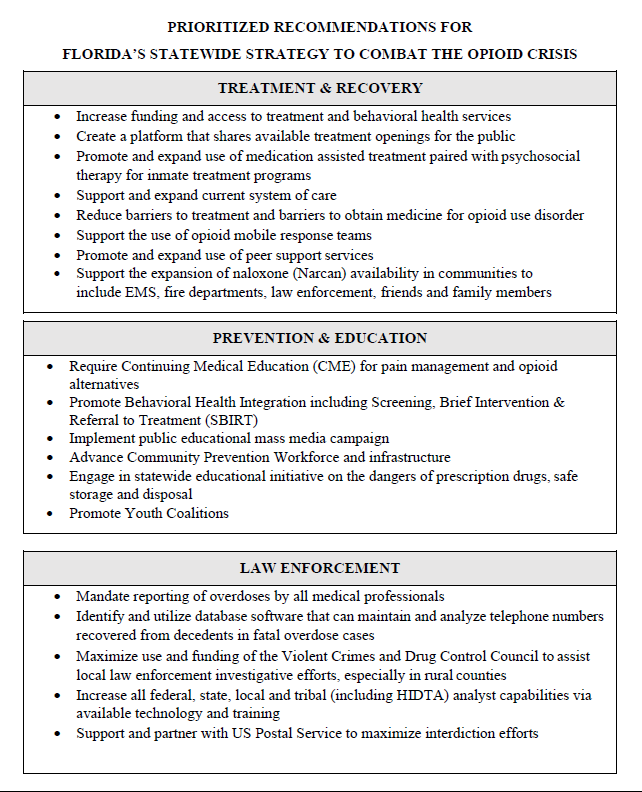 PRIORITIZED RECOMMENDATIONS FOR
FLORIDA'S STATEWIDE STRATEGY TO COMBAT THE OPIOID CRISIS
TREATMENT & RECOVERY
• Increase funding and access to treatment and behavioral health services
• Create a platform that shares available treatment openings for the public
• Promote and expand use of medication assisted treatment paired with psychosocial
therapy for inmate treatment programs
• Support and expand current system of care
• Reduce barriers to treatment and barriers to obtain medicine for opioid use disorder
• Support the use of opioid mobile response teams
• Promote and expand use of peer support services
• Support the expansion of naloxone (Narcan) availability in communities to
include EMS, fire departments, law enforcement, friends and family members
PREVENTION & EDUCATION
• Require Continuing Medical Education (CME) for pain management and opioid
alternatives
• Promote Behavioral Health Integration including Screening, Brief Intervention &
Referral to Treatment (SBIRT)
• Implement public educational mass media campaign
• Advance Community Prevention Workforce and infrastructure
• Engage in statewide educational initiative on the dangers of prescription drugs, safe
storage and disposal
• Promote Youth Coalitions
LAW ENFORCEMENT
• Mandate reporting of overdoses by all medical professionals
• Identify and utilize database software that can maintain and analyze telephone numbers
recovered from decedents in fatal overdose cases
• Maximize use and funding of the Violent Crimes and Drug Control Council to assist
local law enforcement investigative efforts, especially in rural counties
• Increase all federal, state, local and tribal (including HIDTA) analyst capabilities via
available technology and training
• Support and partner with US Postal Service to maximize interdiction efforts